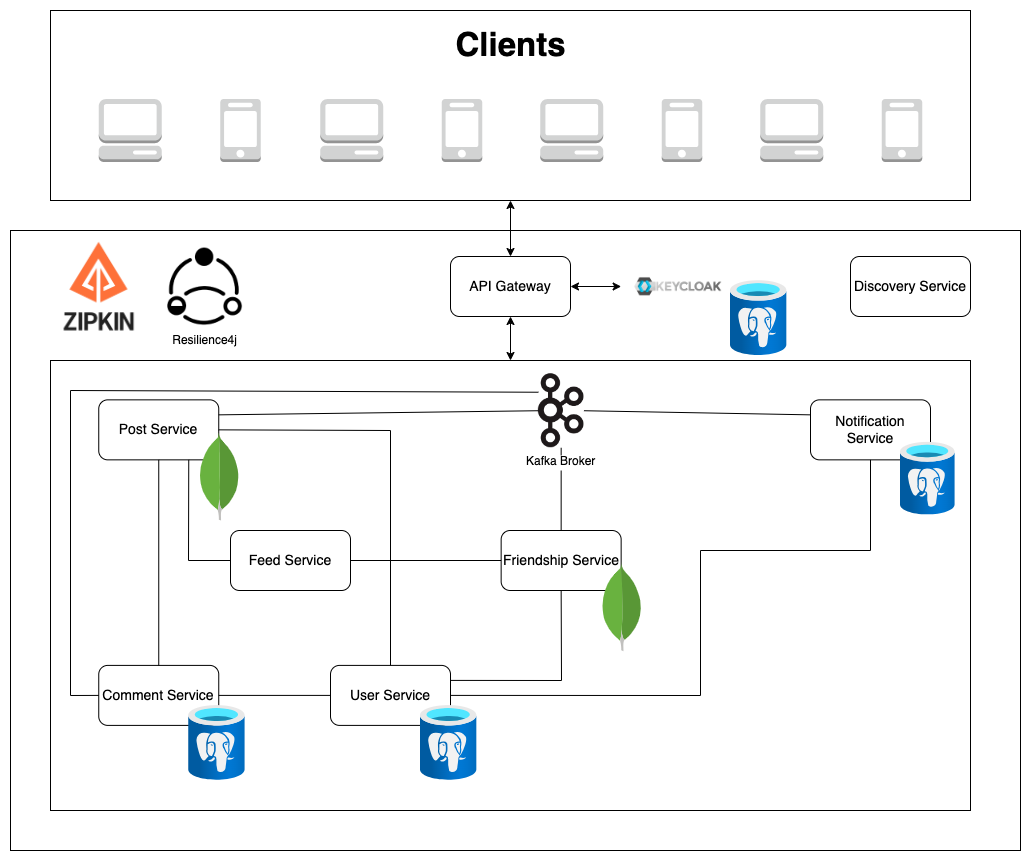 Clients
API Gateway
KEYCLOAK
Discovery Service
ZIPKIN
Resilience4j
Post Service
Kafka Broker
Notification
Service
Feed Service
Friendship Service
Comment Service
User Service